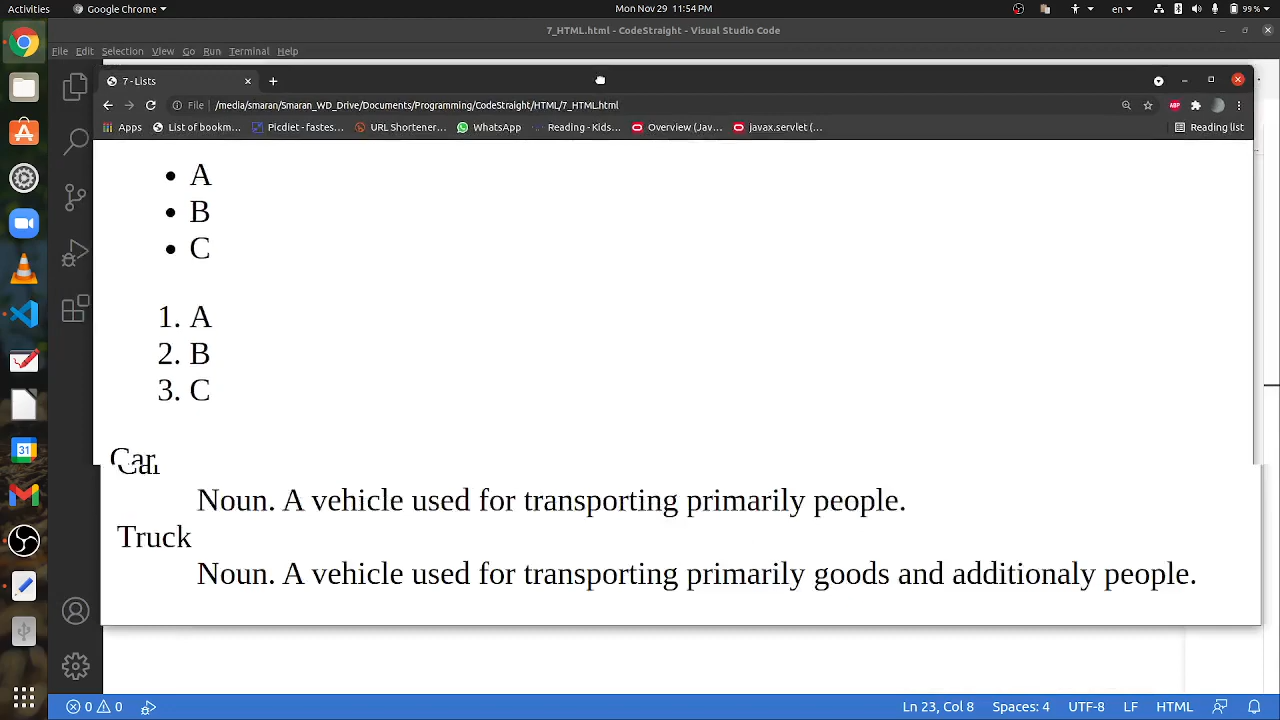 Activities Google Chrome Mon Nov 29 11:54 PM en 99%
7_HTML.html - CodeStraight - Visual Studio Code
File Edit Selection View Go Run Terminal Help
7 - Lists
File /media/smaran/Smaran_WD_Drive/Documents/Programming/CodeStraight/HTML/7_HTML.html ABP
Apps List of bookm... Picdiet - fastes... URL Shortener... WhatsApp Reading - Kids... Overview (Jav... javax.servlet (... Reading list
• A
• B
• C
1. A
2. B
3. C
Car
Noun. A vehicle used for transporting primarily people.
Truck
Noun. A vehicle used for transporting primarily goods and additionaly people.
31
0 0 Ln 23, Col 8 Spaces: 4 UTF-8 LF HTML